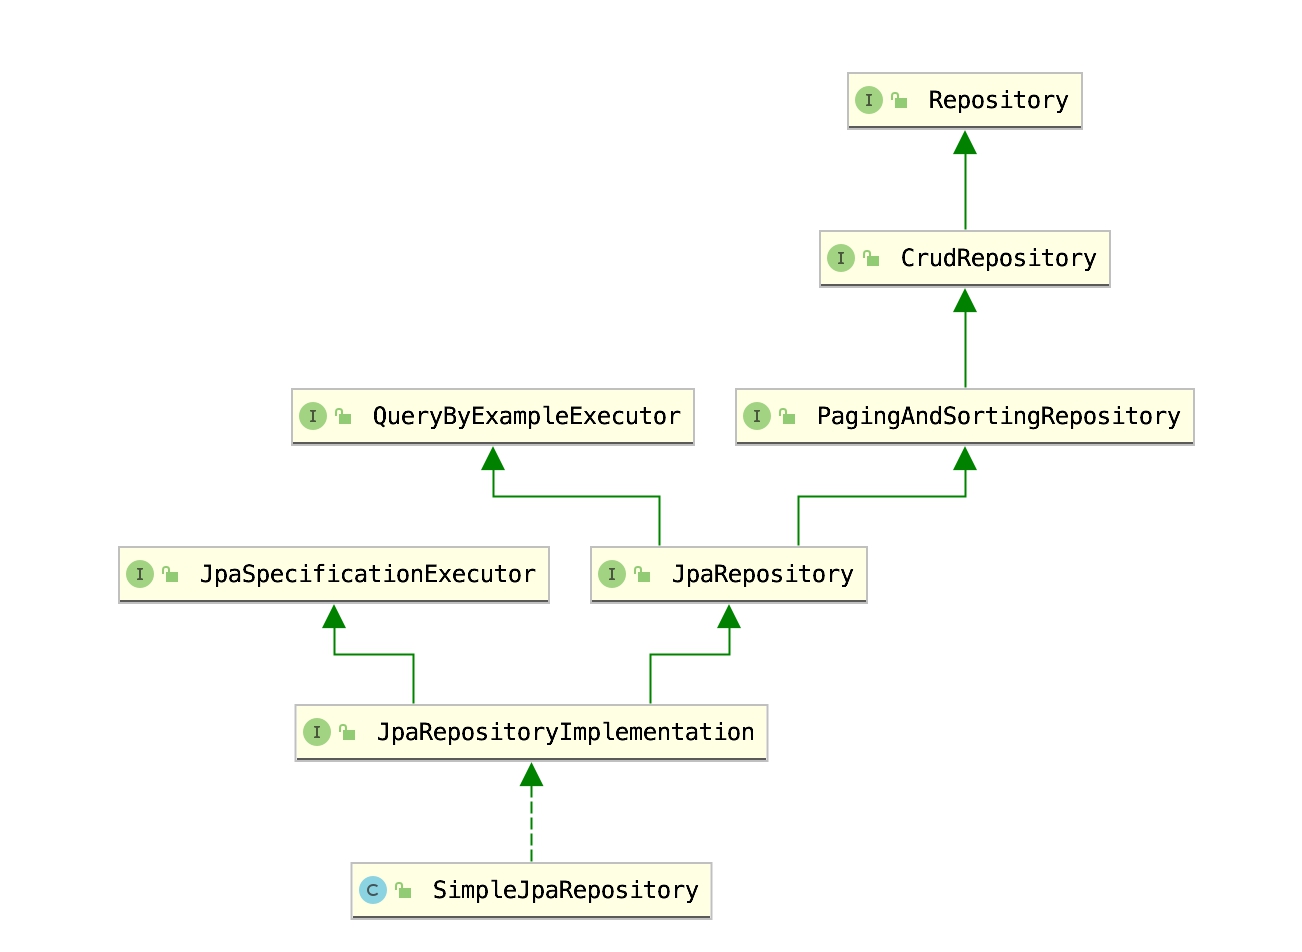 I Repository
I CrudRepository
I QueryByExampleExecutor
I PagingAndSortingRepository
I JpaSpecificationExecutor
I JpaRepository
I JpaRepositoryImplementation
C SimpleJpaRepository